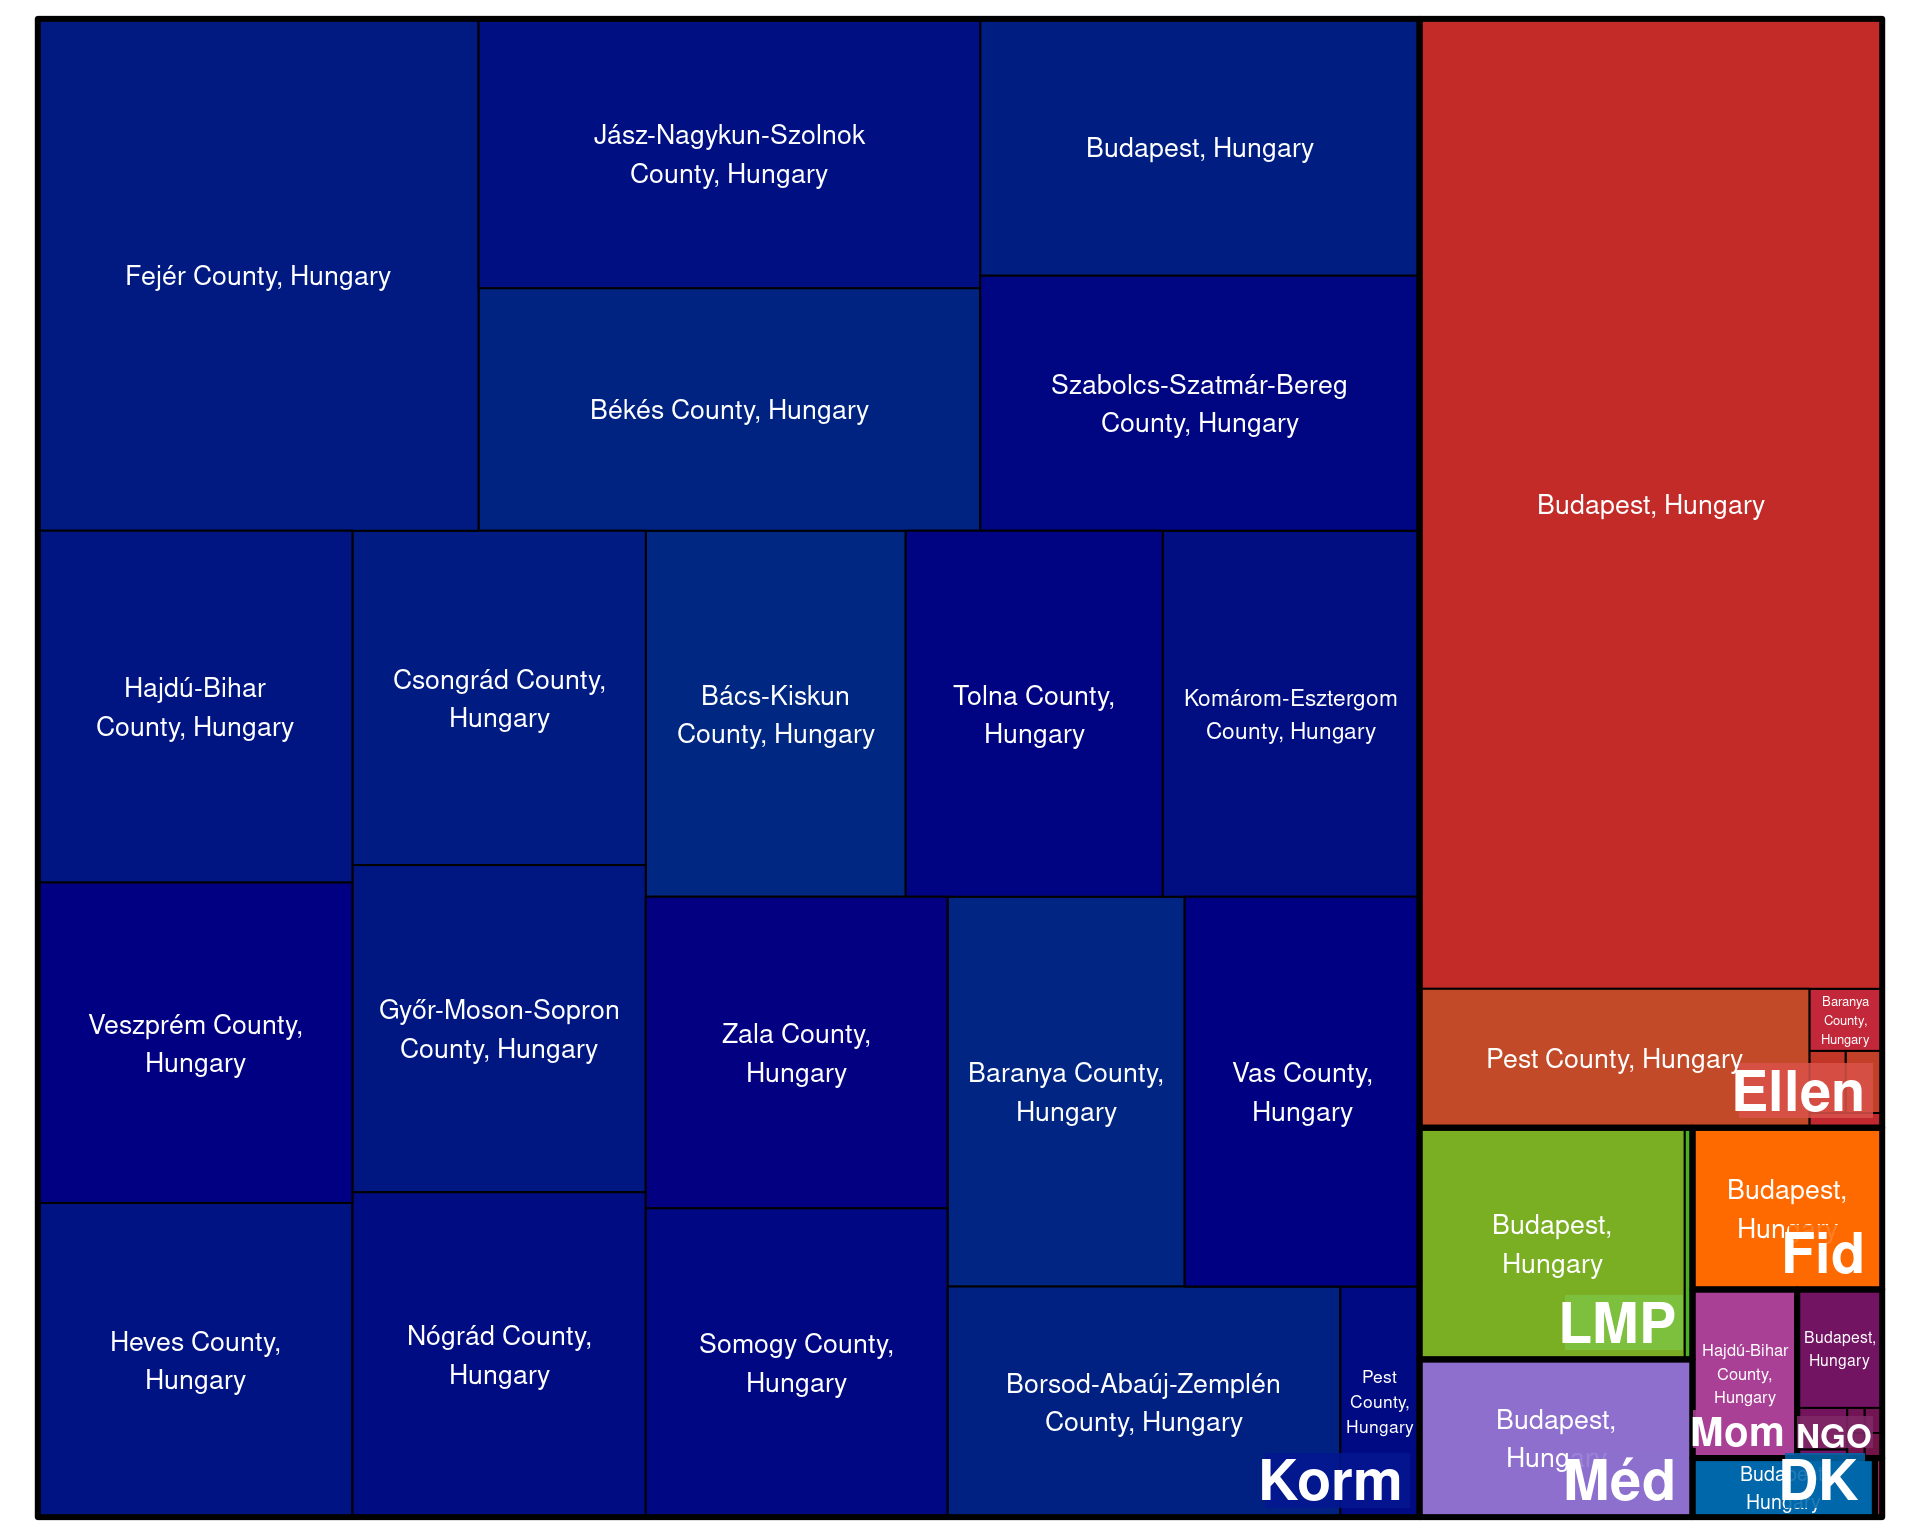 Fejér County, Hungary
Jász-Nagykun-Szolnok
County, Hungary
Budapest, Hungary
Békés County, Hungary
Szabolcs-Szatmár-Bereg
County, Hungary
Hajdú-Bihar
County, Hungary
Csongrád County,
Hungary
Bács-Kiskun
County, Hungary
Tolna County,
Hungary
Komárom-Esztergom
County, Hungary
Veszprém County,
Hungary
Győr-Moson-Sopron
County, Hungary
Zala County,
Hungary
Baranya County,
Hungary
Vas County,
Hungary
Heves County,
Hungary
Nógrád County,
Hungary
Somogy County,
Hungary
Borsod-Abaúj-Zemplén
County, Hungary
Pest
County,
Hungary
Korm
Budapest, Hungary
Pest County, Hungary
Baranya
County,
Hungary
Ellen
Budapest,
Hungary
LMP
Budapest,
Hungary
Fid
Budapest,
Hungary
Méd
Hajdú-Bihar
County,
Hungary
Mom
Budapest,
Hungary
NGO
Budapest,
Hungary
DK